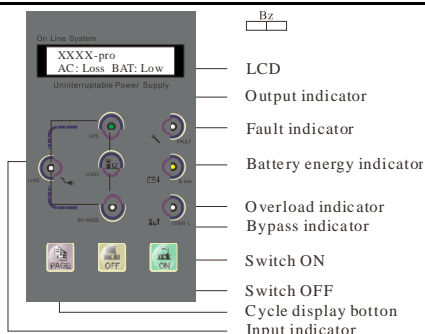 Bz
On Line System
XXXX-pro
AC: Loss BAT: Low
Uninterruptable Power Supply
LCD
Output indicator
UPS
FAULT
Fault indicator
LINE
LOAD
Battery energy indicator
BY-PASS
OVER L
Overload indicator
Bypass indicator
PAGE
OFF
ON
Switch ON
Switch OFF
Cycle display botton
Input indicator